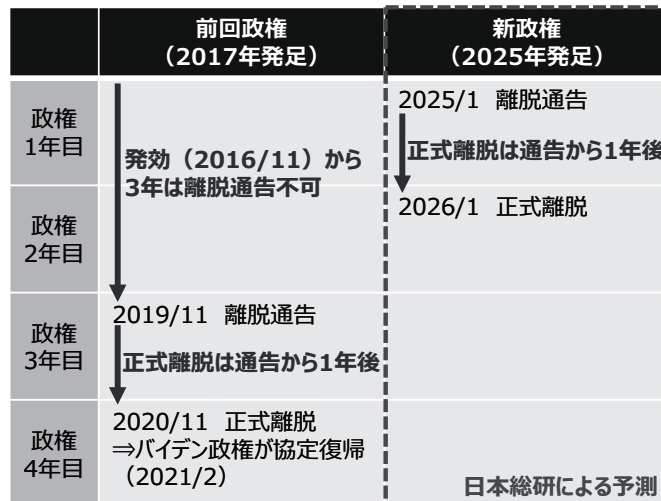 前回政権
（2017年発足）
新政権
（2025年発足）
政権
1年目
発効（2016/11）から
3年は離脱通告不可
2025/1 離脱通告
正式離脱は通告から1年後
2026/1 正式離脱
政権
2年目
政権
3年目
2019/11 離脱通告
正式離脱は通告から1年後
政権
4年目
2020/11 正式離脱
⇒バイデン政権が協定復帰
（2021/2）
日本総研による予測